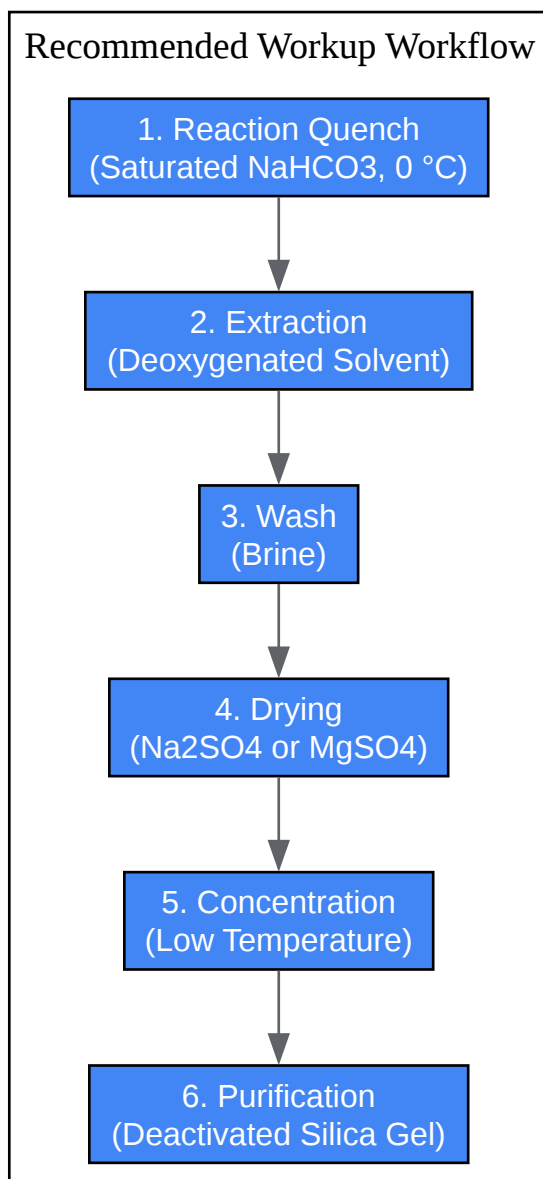 Recommended Workup Workflow
1. Reaction Quench
(Saturated NaHCO3, 0 °C)
2. Extraction
(Deoxygenated Solvent)
3. Wash
(Brine)
4. Drying
(Na2SO4 or MgSO4)
5. Concentration
(Low Temperature)
6. Purification
(Deactivated Silica Gel)